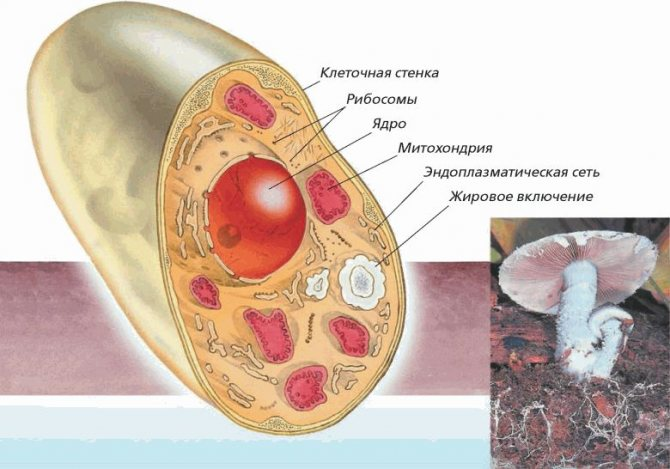 Клеточная стенка
Рибосомы
Ядро
Митохондрия
Эндоплазматическая сеть
Жировое включение